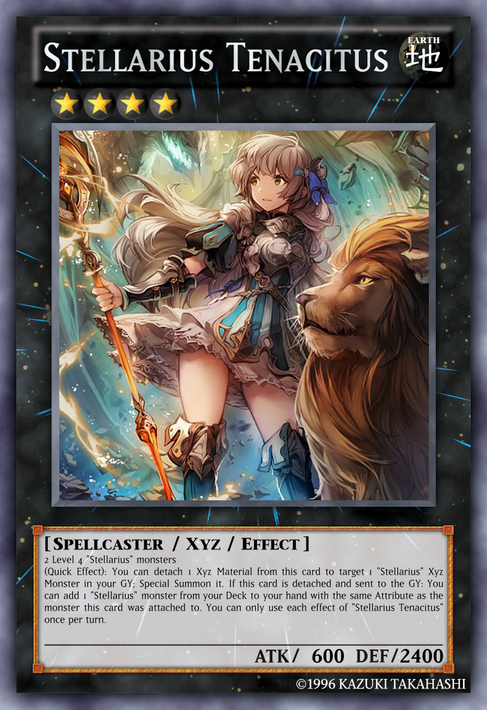 STELLARIUS TENACITUS
EARTH
地
[ SPELLCASTER / XYZ / EFFECT ]
2 Level 4 "Stellarius" monsters
(Quick Effect): You can detach 1 Xyz Material from this card to target 1 "Stellarius" Xyz
Monster in your GY; Special Summon it. If this card is detached and sent to the GY: You
can add 1 "Stellarius" monster from your Deck to your hand with the same Attribute as the
monster this card was attached to. You can only use each effect of "Stellarius Tenacitus"
once per turn.
ATK/ 600 DEF/2400
©1996 KAZUKI TAKAHASHI